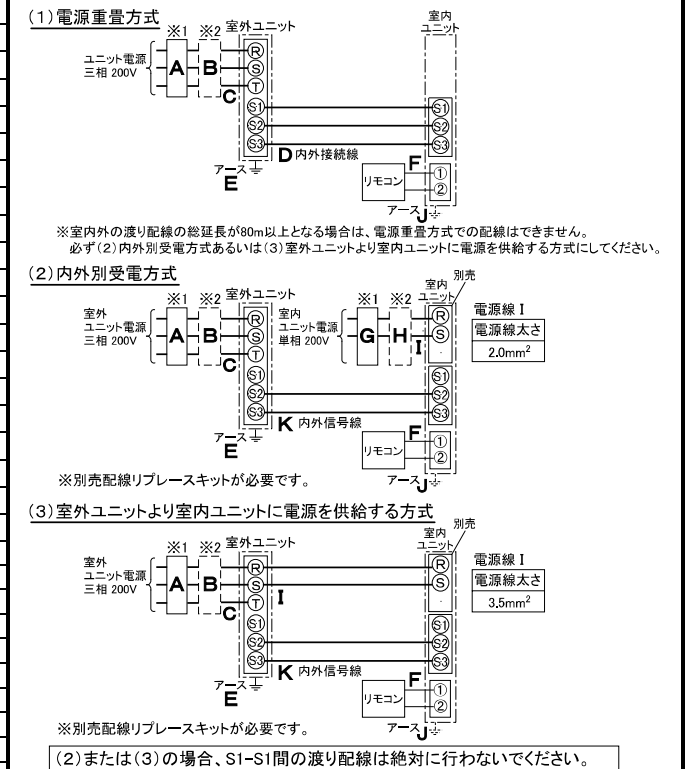 (1)電源重畳方式
※1 ※2 室外ユニット
室内
ユニット
ユニット電源
三相 200V
A B C
R
S
T
S1
S2
S3
S1
S2
S3
D 内外接続線
アース
E
リモコン
F
①
②
アース J
※室内外の渡り配線の総延長が80m以上となる場合は、電源重畳方式での配線はできません。
必ず(2)内外別受電方式あるいは(3)室外ユニットより室内ユニットに電源を供給する方式にしてください。
(2)内外別受電方式
※1 ※2 室外ユニット
室外
ユニット電源
三相 200V
A B C
R
S
T
S1
S2
S3
室内
ユニット電源
単相 200V
※1 ※2
G H I
室内
ユニット
別売
R
S
S1
S2
S3
電源線 I
電源線太さ
2.0mm²
K 内外信号線
アース
E
リモコン
F
①
②
アース J
※別売配線リプレースキットが必要です。
(3)室外ユニットより室内ユニットに電源を供給する方式
※1 ※2 室外ユニット
室外
ユニット電源
三相 200V
A B C
R
S
T
S1
S2
S3
I
室内
ユニット
別売
R
S
S1
S2
S3
電源線 I
電源線太さ
3.5mm²
K 内外信号線
アース
E
リモコン
F
①
②
アース J
※別売配線リプレースキットが必要です。
(2)または(3)の場合、S1-S1間の渡り配線は絶対に行わないでください。